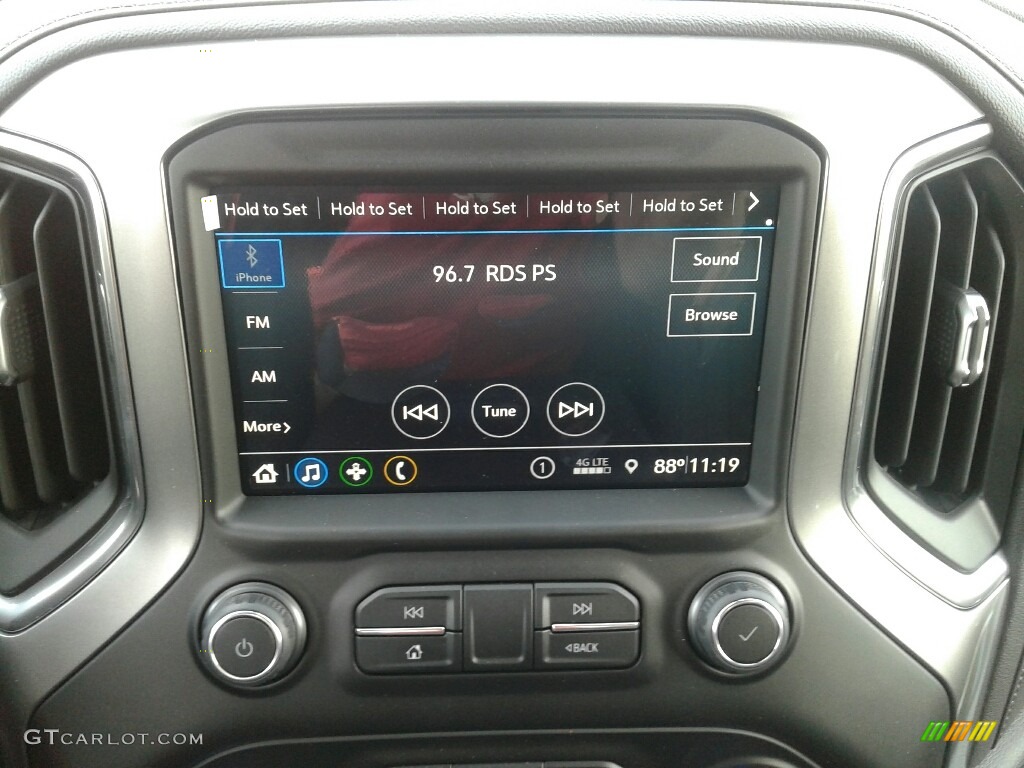 Hold to Set Hold to Set Hold to Set Hold to Set Hold to Set
iPhone
96.7 RDS PS
Sound
FM
Browse
AM
Tune
More
1 4G LTE 88° 11:19
BACK
GTCARLOT.COM